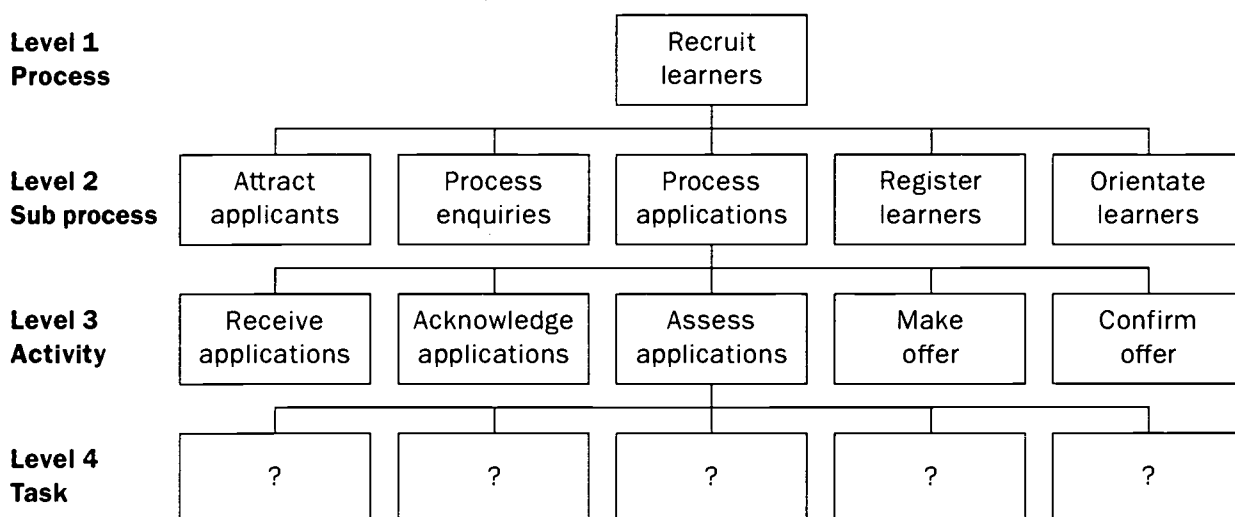 Level 1
Process
Recruit
learners
Level 2
Sub process
Attract
applicants
Process
enquiries
Process
applications
Register
learners
Orientate
learners
Level 3
Activity
Receive
applications
Acknowledge
applications
Assess
applications
Make
offer
Confirm
offer
Level 4
Task
?
?
?
?
?